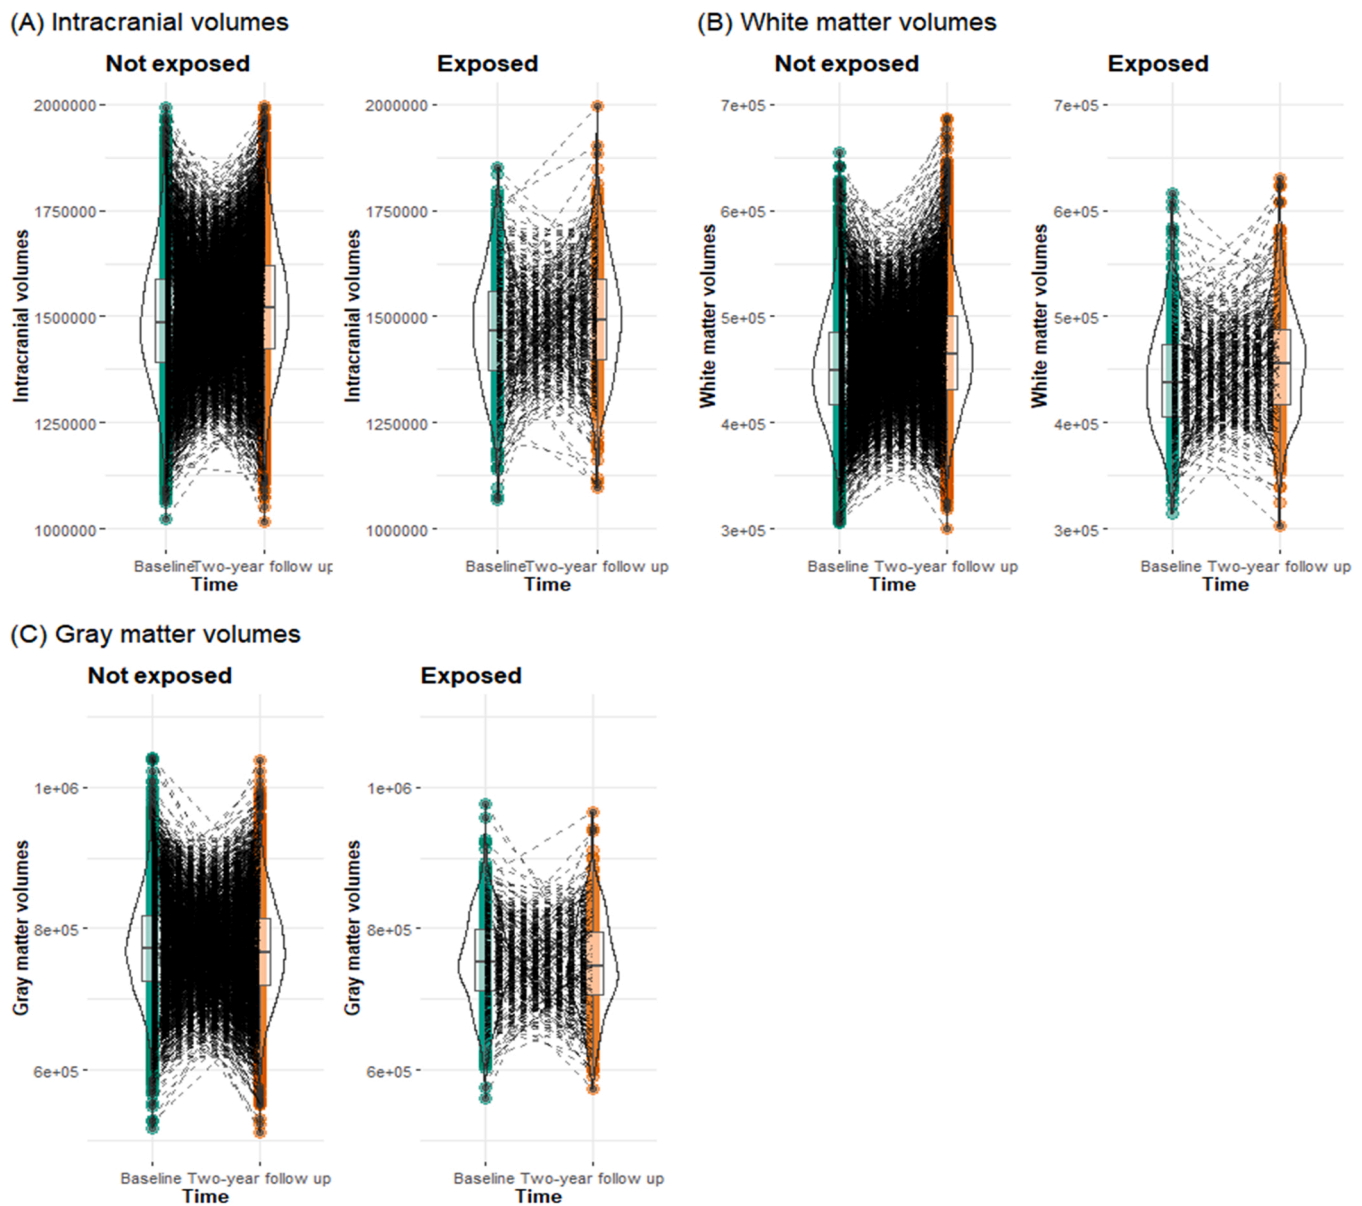 (A) Intracranial volumes
(B) White matter volumes
Not exposed
Exposed
Not exposed
Exposed
Intracranial volumes
2000000
1750000
1500000
1250000
1000000
Baseline
Two-year follow up
Time
Intracranial volumes
2000000
1750000
1500000
1250000
1000000
Baseline
Two-year follow up
Time
White matter volumes
7e+05
6e+05
5e+05
4e+05
3e+05
Baseline
Two-year follow up
Time
White matter volumes
7e+05
6e+05
5e+05
4e+05
3e+05
Baseline
Two-year follow up
Time
(C) Gray matter volumes
Not exposed
Exposed
Gray matter volumes
1e+06
8e+05
6e+05
Baseline
Two-year follow up
Time
Gray matter volumes
1e+06
8e+05
6e+05
Baseline
Two-year follow up
Time